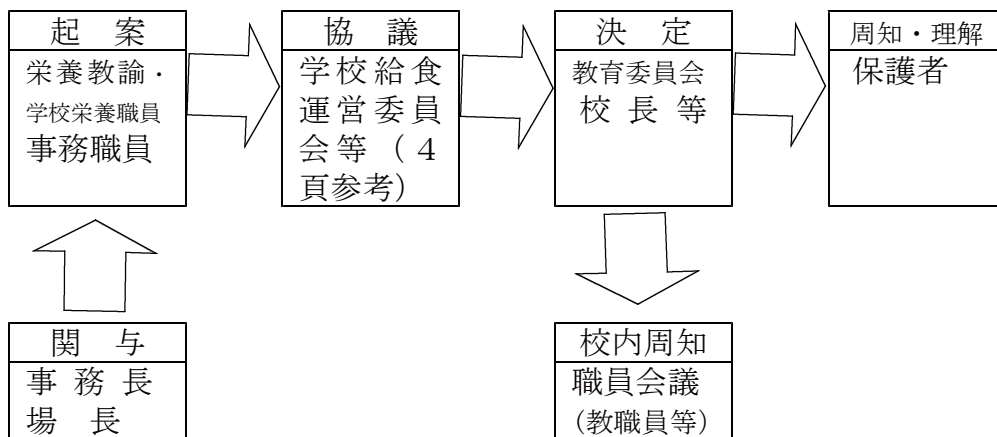 起 案
栄養教諭・
学校栄養職員
事務職員
協 議
学校給食
運営委員
会等(4
頁参考)
決 定
教育委員会
校 長 等
周知・理解
保護者
関 与
事 務 長
場 長
校内周知
職員会議
(教職員等)